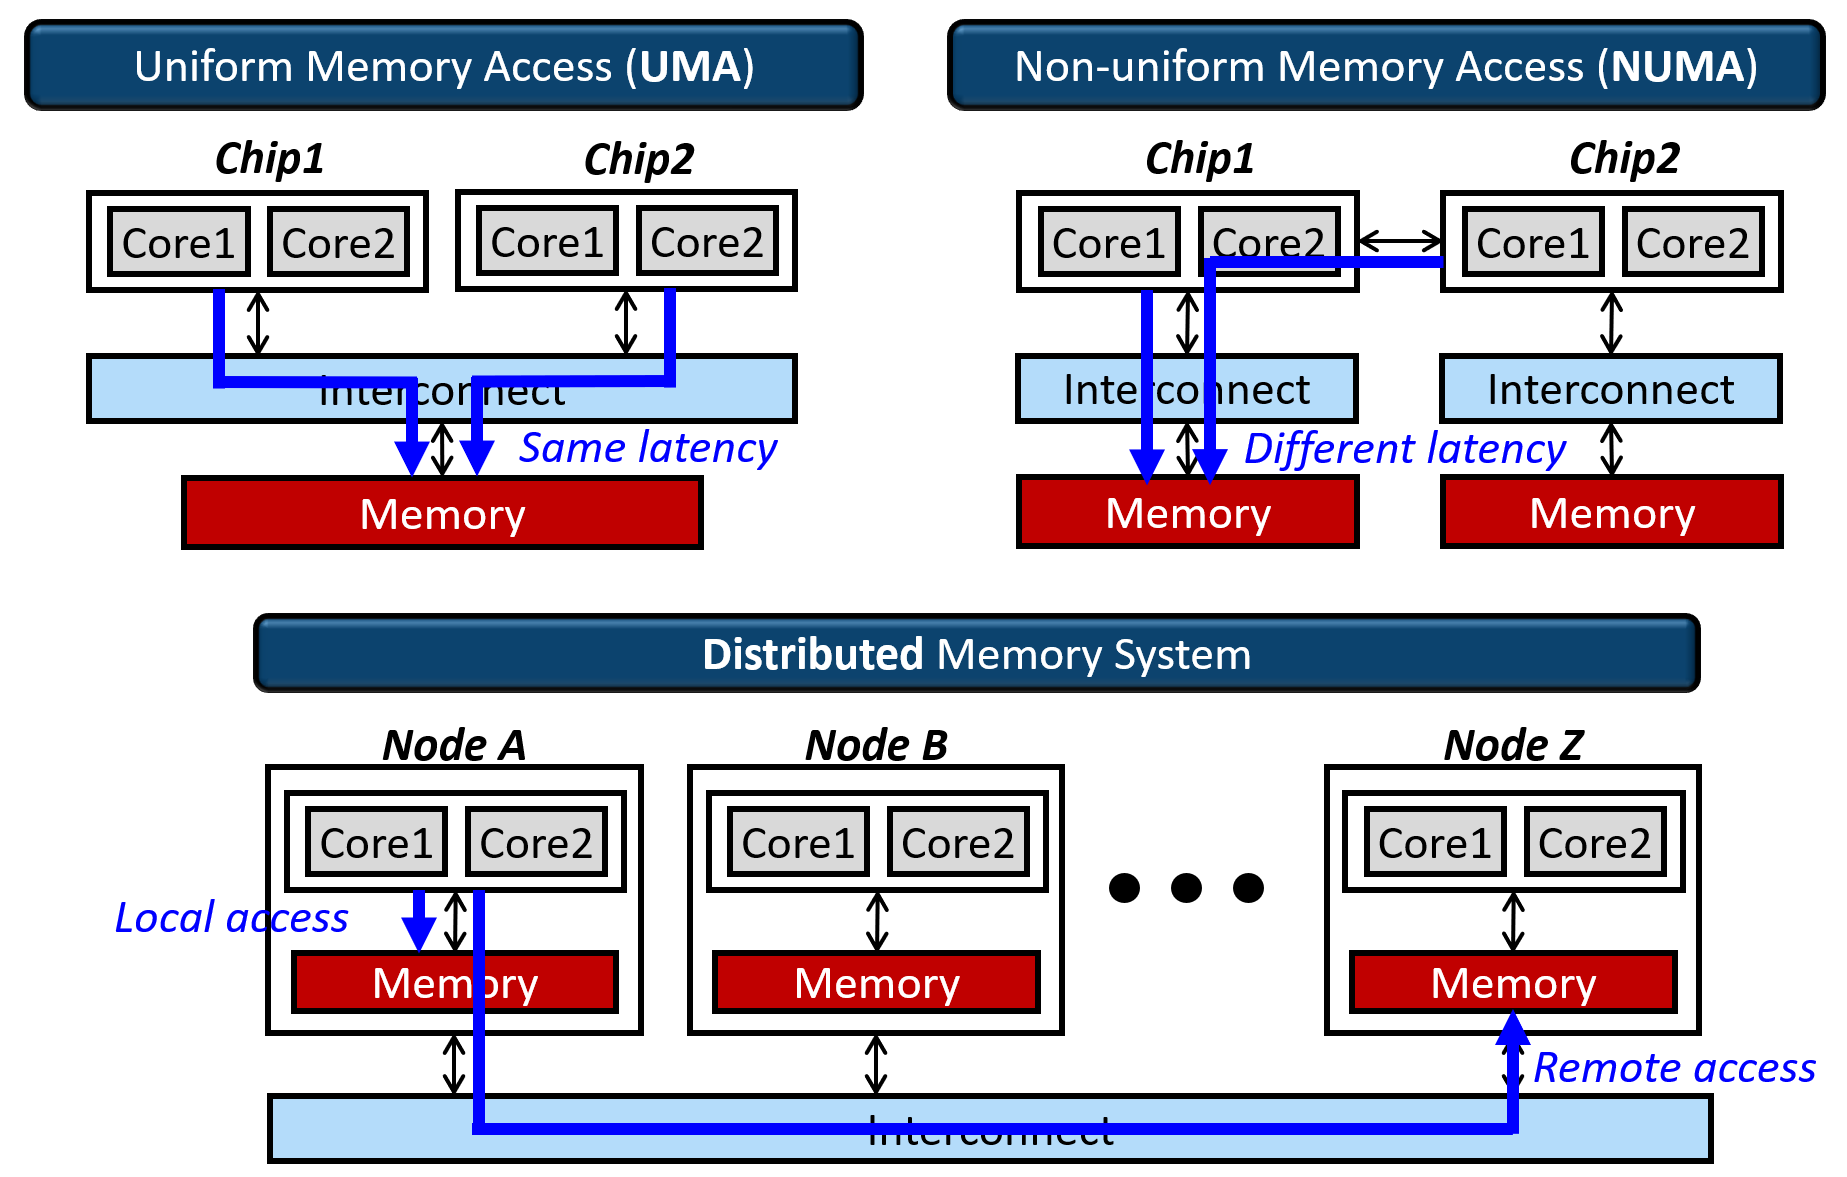 Uniform Memory Access (UMA)
Chip1
Chip2
Core1
Core2
Core1
Core2
Interconnect
Same latency
Memory
Non-uniform Memory Access (NUMA)
Chip1
Chip2
Core1
Core2
Core1
Core2
Interconnect
Interconnect
Different latency
Memory
Memory
Distributed Memory System
Node A
Node B
Node Z
Core1
Core2
Core1
Core2
Core1
Core2
Local access
Memory
Memory
Memory
Remote access
Interconnect